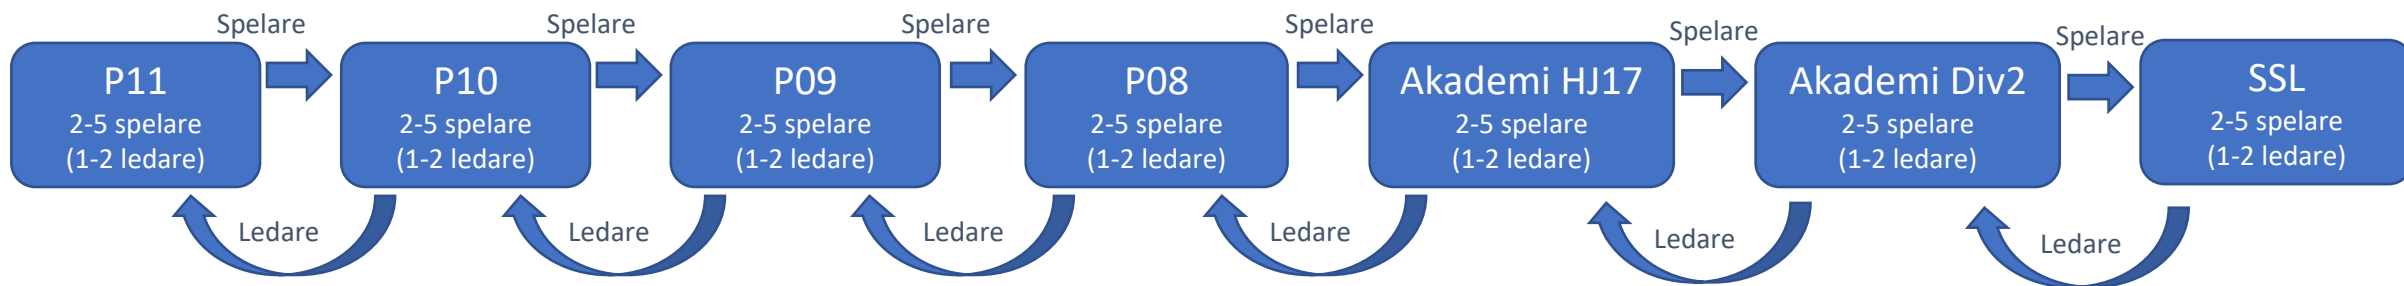 Spelare
Spelare
Spelare
Spelare
Spelare
Spelare
P11
2-5 spelare
(1-2 ledare)
P10
2-5 spelare
(1-2 ledare)
P09
2-5 spelare
(1-2 ledare)
P08
2-5 spelare
(1-2 ledare)
Akademi HJ17
2-5 spelare
(1-2 ledare)
Akademi Div2
2-5 spelare
(1-2 ledare)
SSL
2-5 spelare
(1-2 ledare)
Ledare
Ledare
Ledare
Ledare
Ledare
Ledare